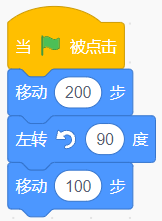 当 被点击
移动 200 步
左转 90 度
移动 100 步